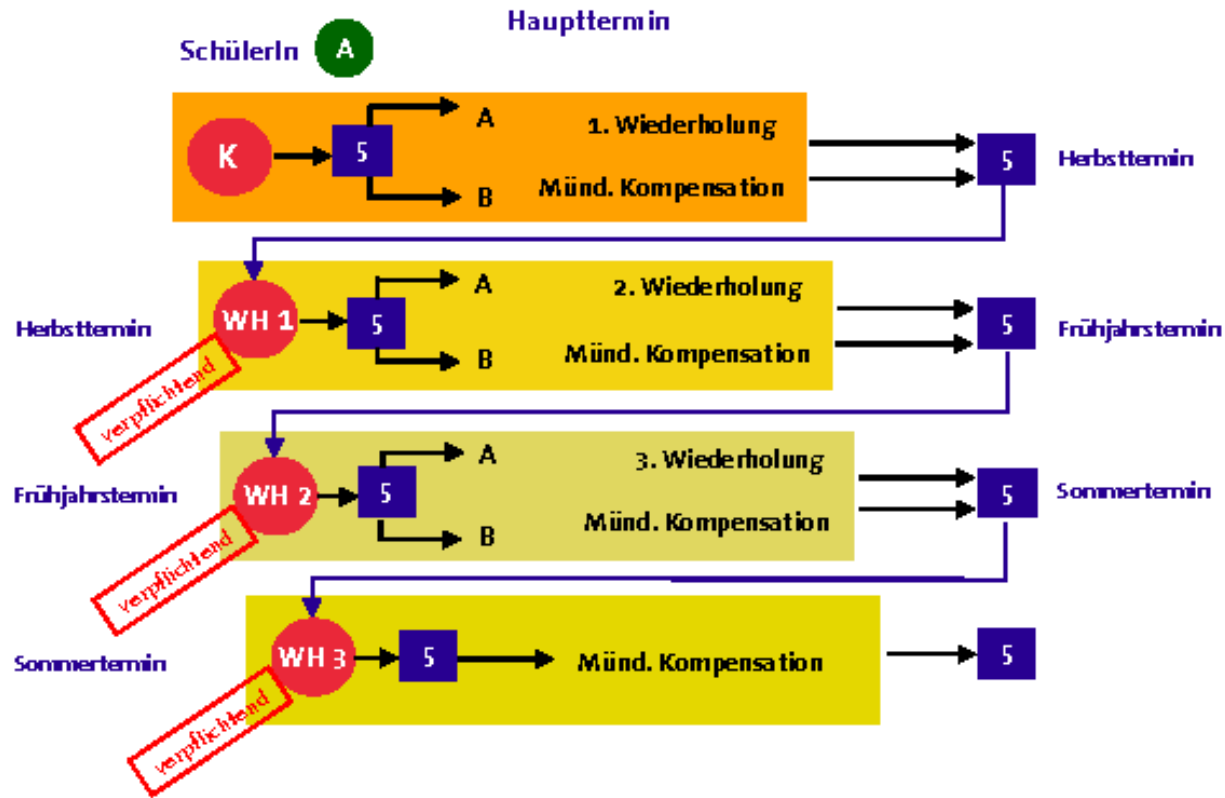 Haupttermin
SchülerIn A
A
1. Wiederholung
K 5 5 Herbsttermin
B Münd. Kompensation
A 2. Wiederholung
Herbsttermin WH 1 5 5 Frühjahrstermin
B Münd. Kompensation
verpflichtend
A 3. Wiederholung
Frühjahrstermin WH 2 5 5 Sommertermin
B Münd. Kompensation
verpflichtend
Sommertermin WH 3 5 Münd. Kompensation 5
verpflichtend